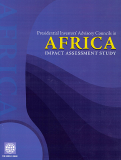 Presidential Investors' Advisory Councils in
AFRICA
IMPACT ASSESSMENT STUDY